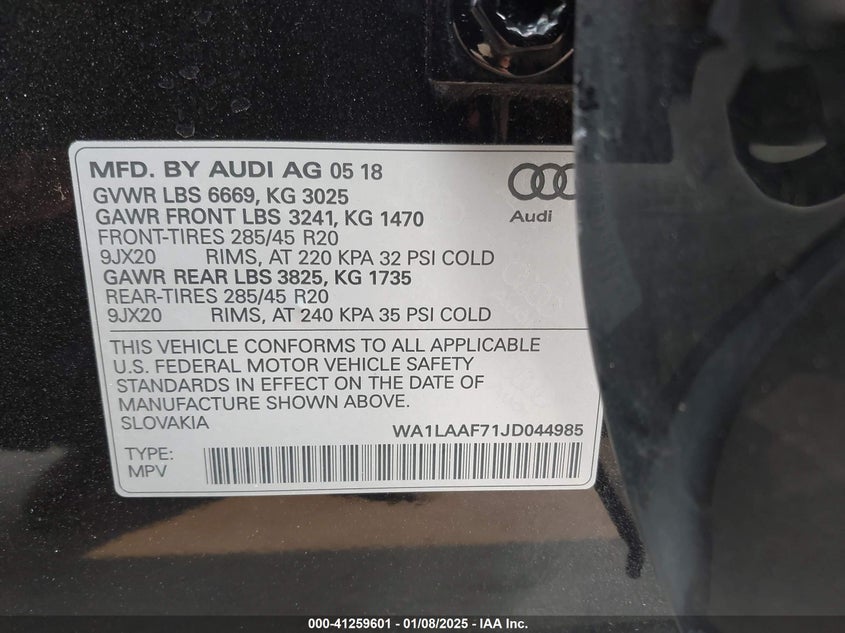 MFD. BY AUDI AG 05 18
GVWR LBS 6669, KG 3025
GAWR FRONT LBS 3241, KG 1470
FRONT-TIRES 285/45 R20
9JX20 RIMS, AT 220 KPA 32 PSI COLD
GAWR REAR LBS 3825, KG 1735
REAR-TIRES 285/45 R20
9JX20 RIMS, AT 240 KPA 35 PSI COLD
Audi
THIS VEHICLE CONFORMS TO ALL APPLICABLE
U.S. FEDERAL MOTOR VEHICLE SAFETY
STANDARDS IN EFFECT ON THE DATE OF
MANUFACTURE SHOWN ABOVE.
SLOVAKIA
WA1LAAF71JD044985
TYPE:
MPV
000-41259601 - 01/08/2025 - IAA Inc.